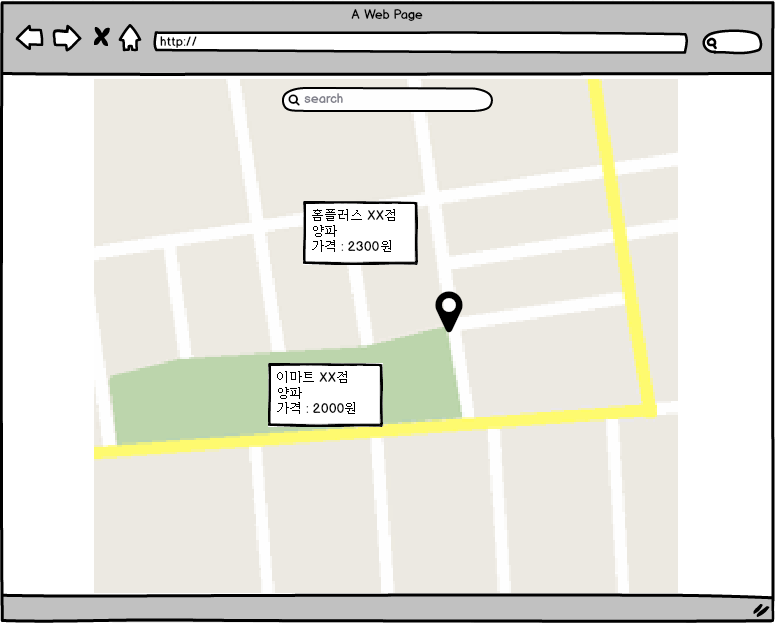 A Web Page
http://
search
홈플러스 XX점
양파
가격 : 2300원
이마트 XX점
양파
가격 : 2000원